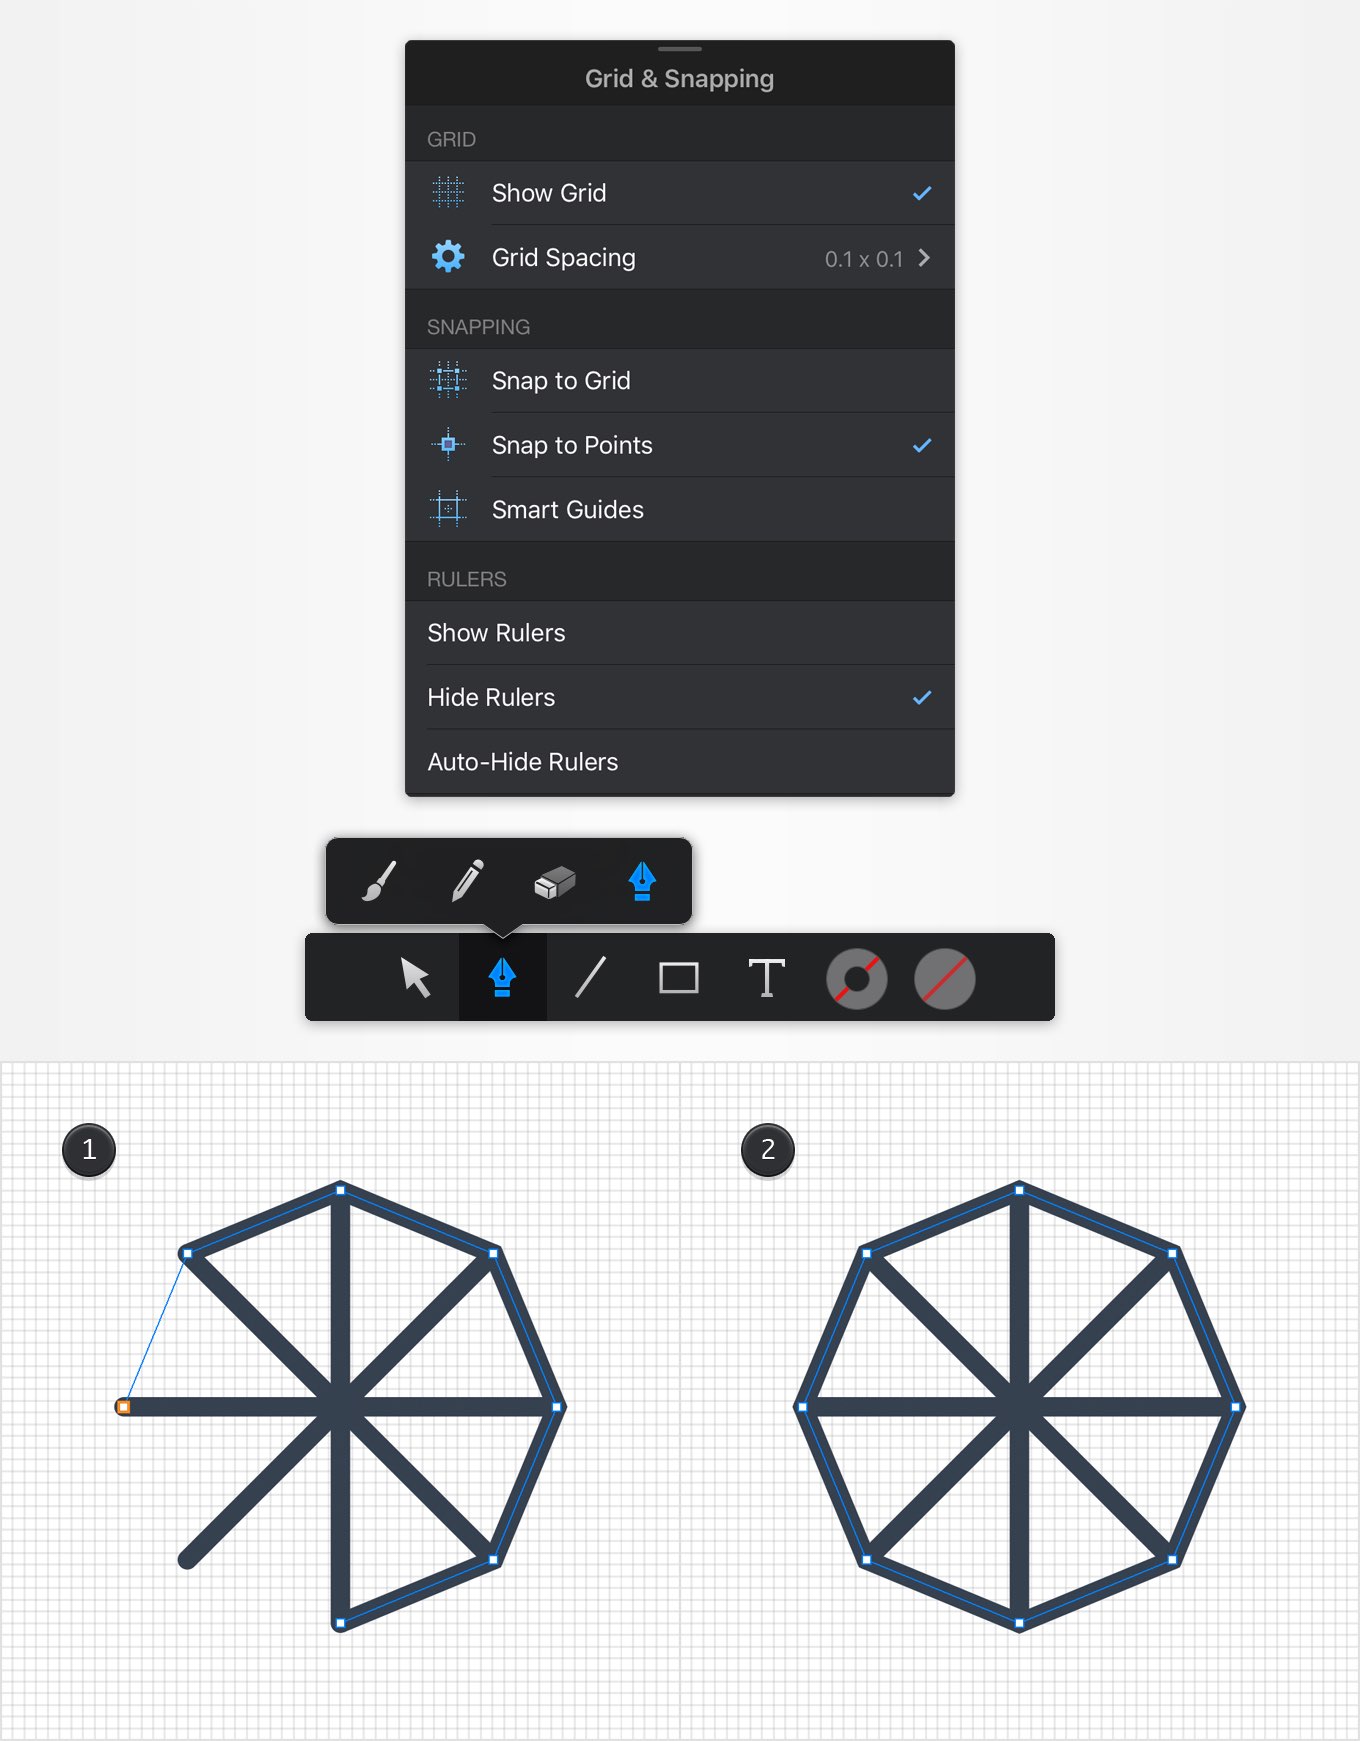 Grid & Snapping
GRID
Show Grid
Grid Spacing 0.1 x 0.1
SNAPPING
Snap to Grid
Snap to Points
Smart Guides
RULERS
Show Rulers
Hide Rulers
Auto-Hide Rulers
T
1
2